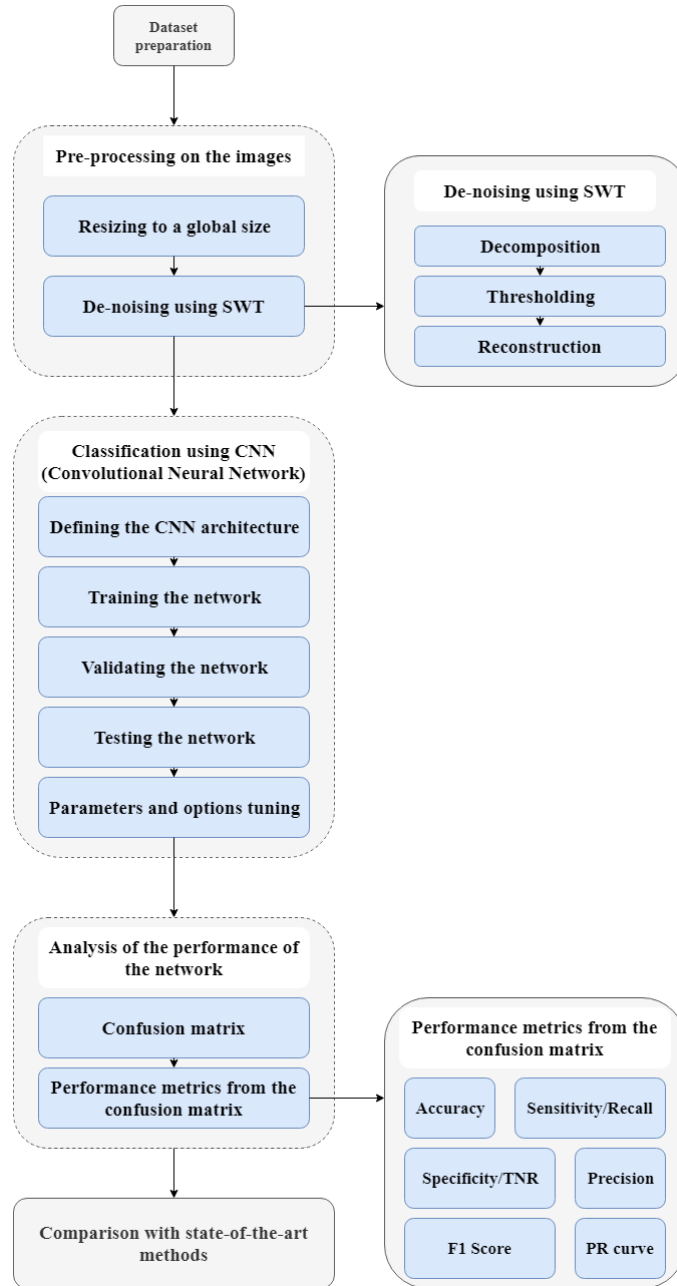 Dataset
preparation
Pre-processing on the images
Resizing to a global size
De-noising using SWT
De-noising using SWT
Decomposition
Thresholding
Reconstruction
Classification using CNN
(Convolutional Neural Network)
Defining the CNN architecture
Training the network
Validating the network
Testing the network
Parameters and options tuning
Analysis of the performance of
the network
Confusion matrix
Performance metrics from the
confusion matrix
Performance metrics from the
confusion matrix
Accuracy
Sensitivity/Recall
Specificity/TNR
Precision
F1 Score
PR curve
Comparison with state-of-the-art
methods